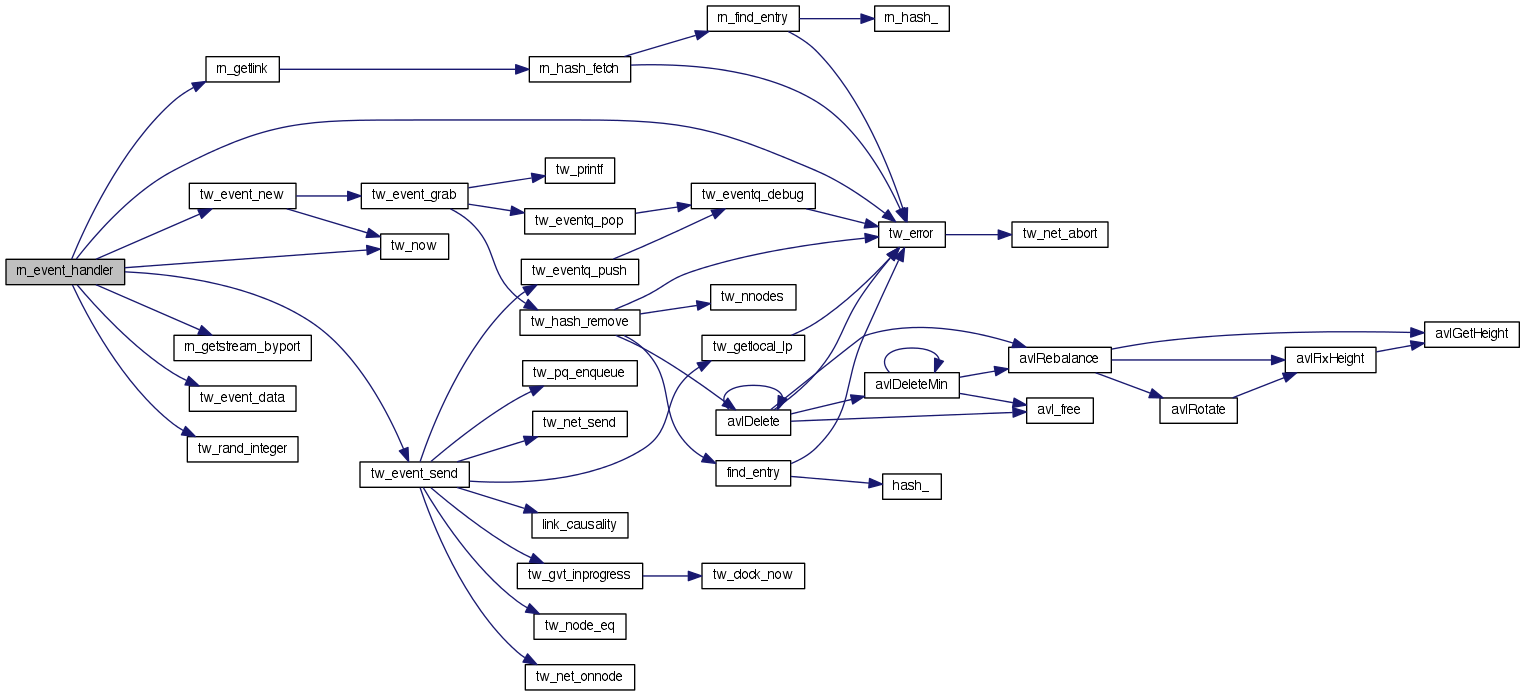 rn_find_entry
rn_hash_
rn_getlink
rn_hash_fetch
tw_printf
tw_event_new
tw_event_grab
tw_eventq_debug
tw_eventq_pop
tw_error
tw_net_abort
tw_now
rn_event_handler
tw_eventq_push
tw_nnodes
tw_hash_remove
avlGetHeight
rn_getstream_byport
tw_getlocal_lp
avlRebalance
avlFixHeight
tw_pq_enqueue
avlDeleteMin
tw_event_data
avl_free
avlRotate
tw_net_send
avlDelete
tw_rand_integer
tw_event_send
find_entry
hash_
link_causality
tw_gvt_inprogress
tw_clock_now
tw_node_eq
tw_net_onnode